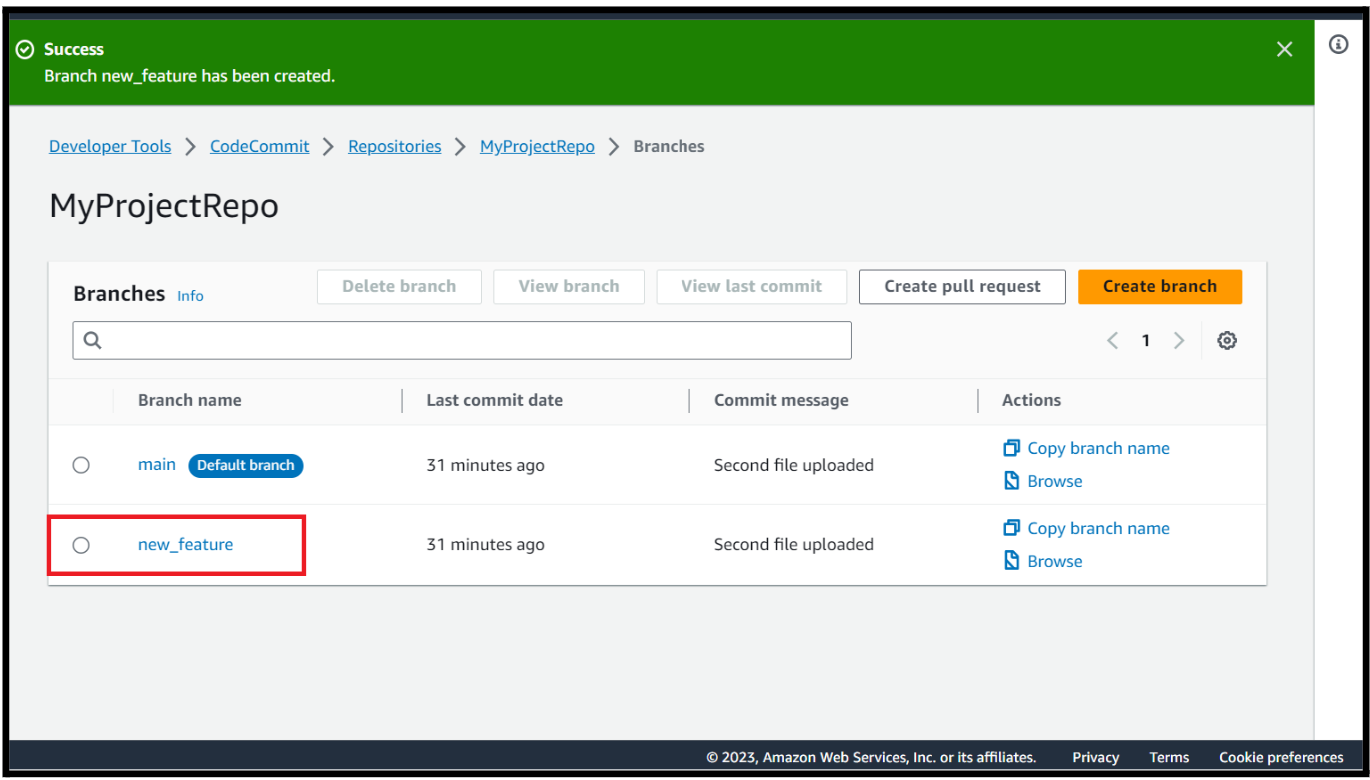 Success
Branch new_feature has been created.
Developer Tools > CodeCommit > Repositories > MyProjectRepo > Branches
MyProjectRepo
Branches Info Delete branch View branch View last commit Create pull request Create branch
1
Branch name Last commit date Commit message Actions
main Default branch 31 minutes ago Second file uploaded Copy branch name
Browse
new_feature 31 minutes ago Second file uploaded Copy branch name
Browse
© 2023, Amazon Web Services, Inc. or its affiliates. Privacy Terms Cookie preferences